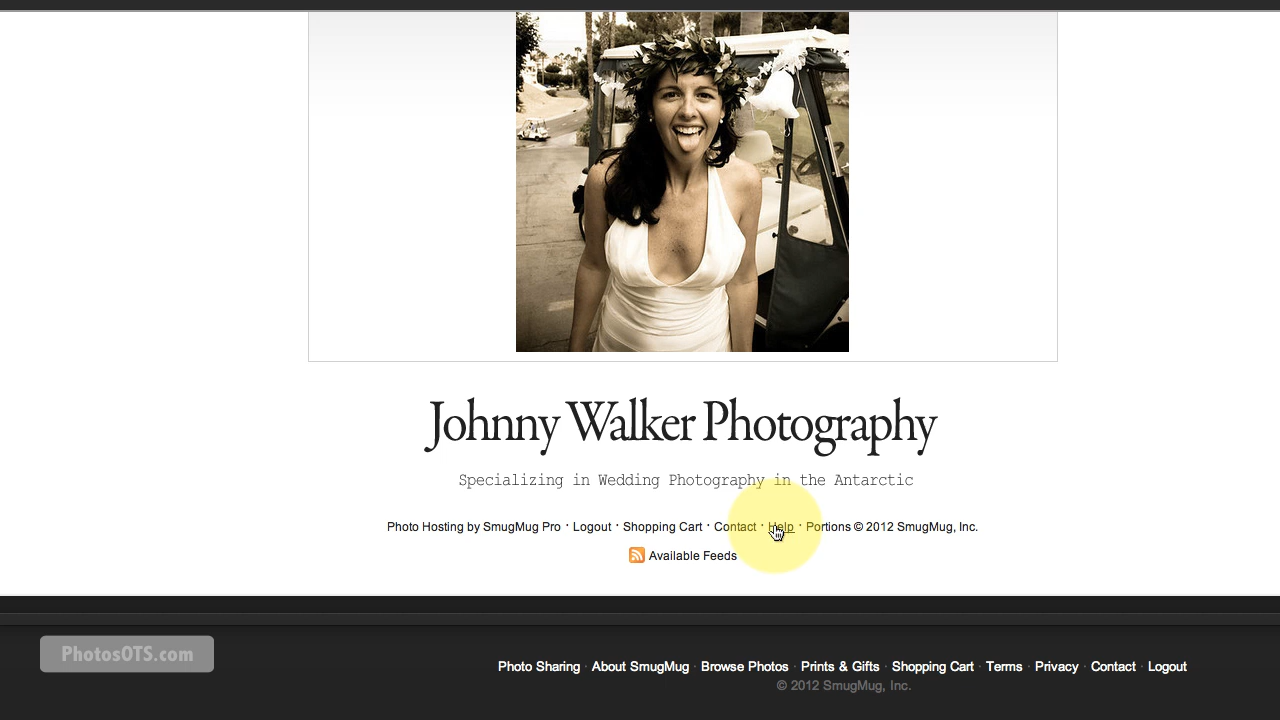 Johnny Walker Photography
Specializing in Wedding Photography in the Antarctic
Photo Hosting by SmugMug Pro · Logout · Shopping Cart · Contact · Help · Portions © 2012 SmugMug, Inc.
Available Feeds
PhotosOTS.com
Photo Sharing · About SmugMug · Browse Photos · Prints & Gifts · Shopping Cart · Terms · Privacy · Contact · Logout
© 2012 SmugMug, Inc.